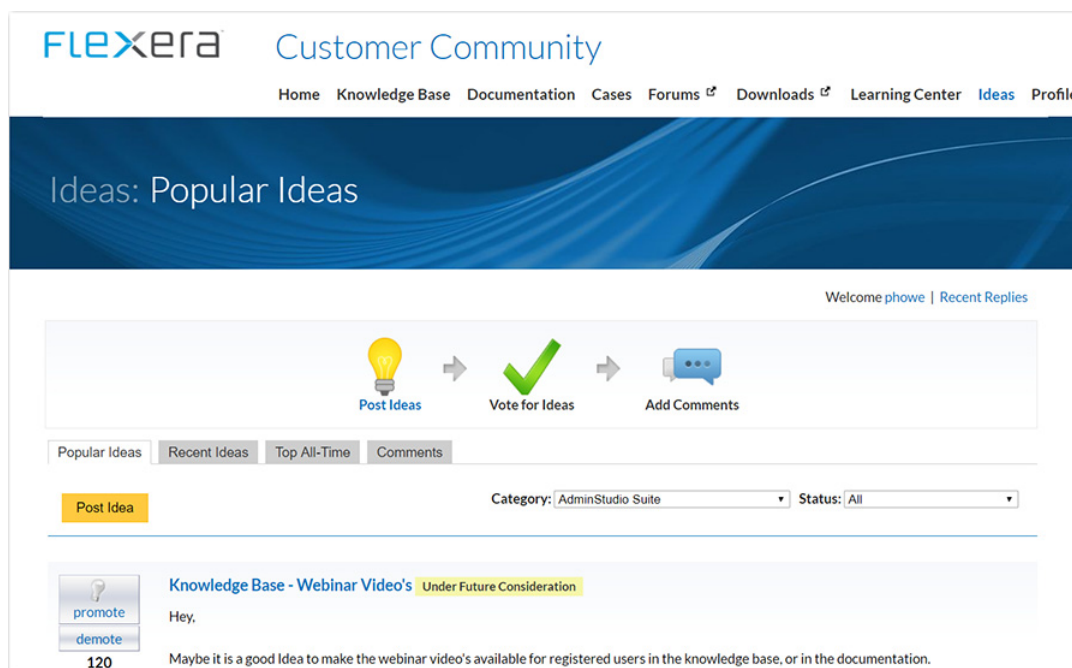 FLEXERA Customer Community
Home Knowledge Base Documentation Cases Forums Downloads Learning Center Ideas Profile
Ideas: Popular Ideas
Welcome phowe | Recent Replies
Post Ideas Vote for Ideas Add Comments
Popular Ideas Recent Ideas Top All-Time Comments
Post Idea Category: AdminStudio Suite Status: All
Knowledge Base - Webinar Video's Under Future Consideration
promote
Hey,
demote
120 Maybe it is a good Idea to make the webinar video's available for registered users in the knowledge base, or in the documentation.